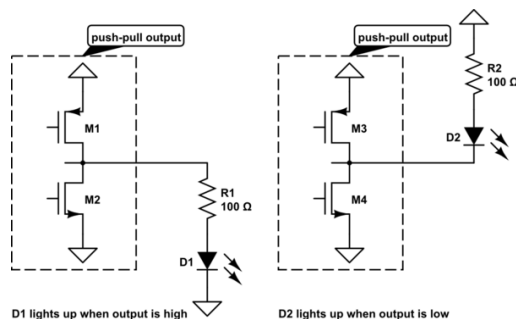 push-pull output
push-pull output
R2
100 Ω
M1
M3
D2
R1
100 Ω
M2
M4
D1
D1 lights up when output is high
D2 lights up when output is low